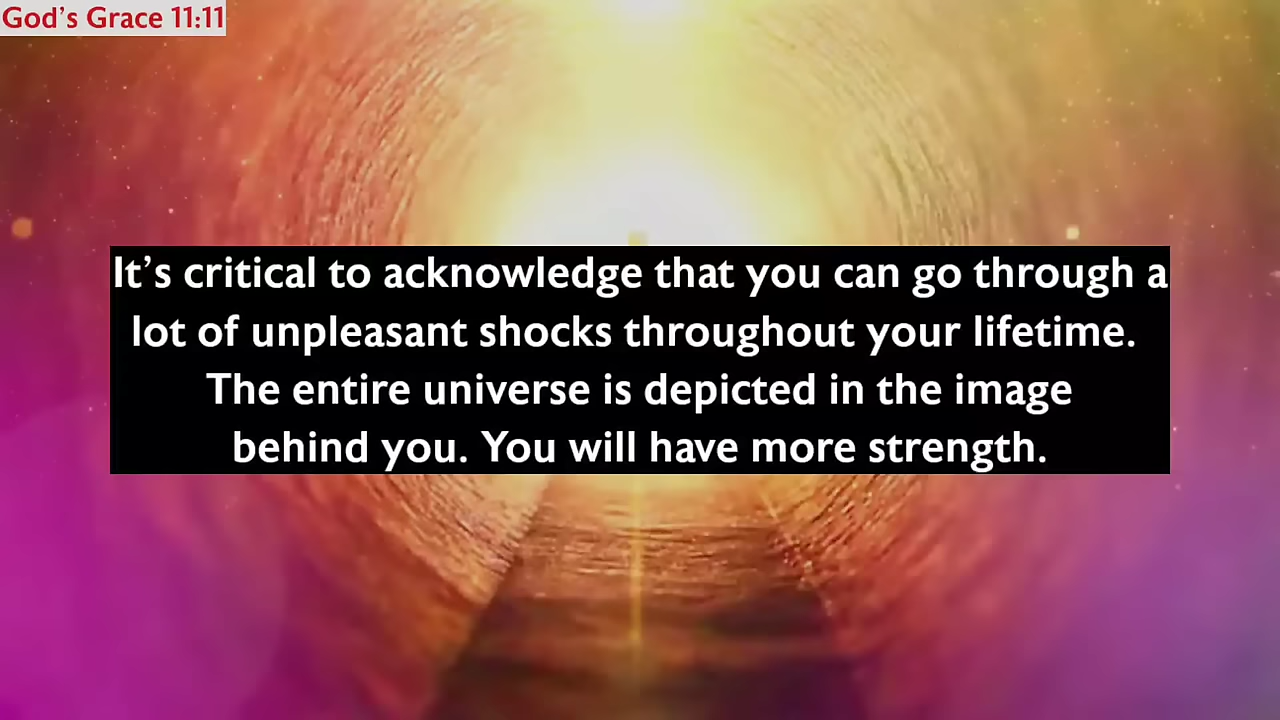 God’s Grace 11:11
It’s critical to acknowledge that you can go through a
lot of unpleasant shocks throughout your lifetime.
The entire universe is depicted in the image
behind you. You will have more strength.